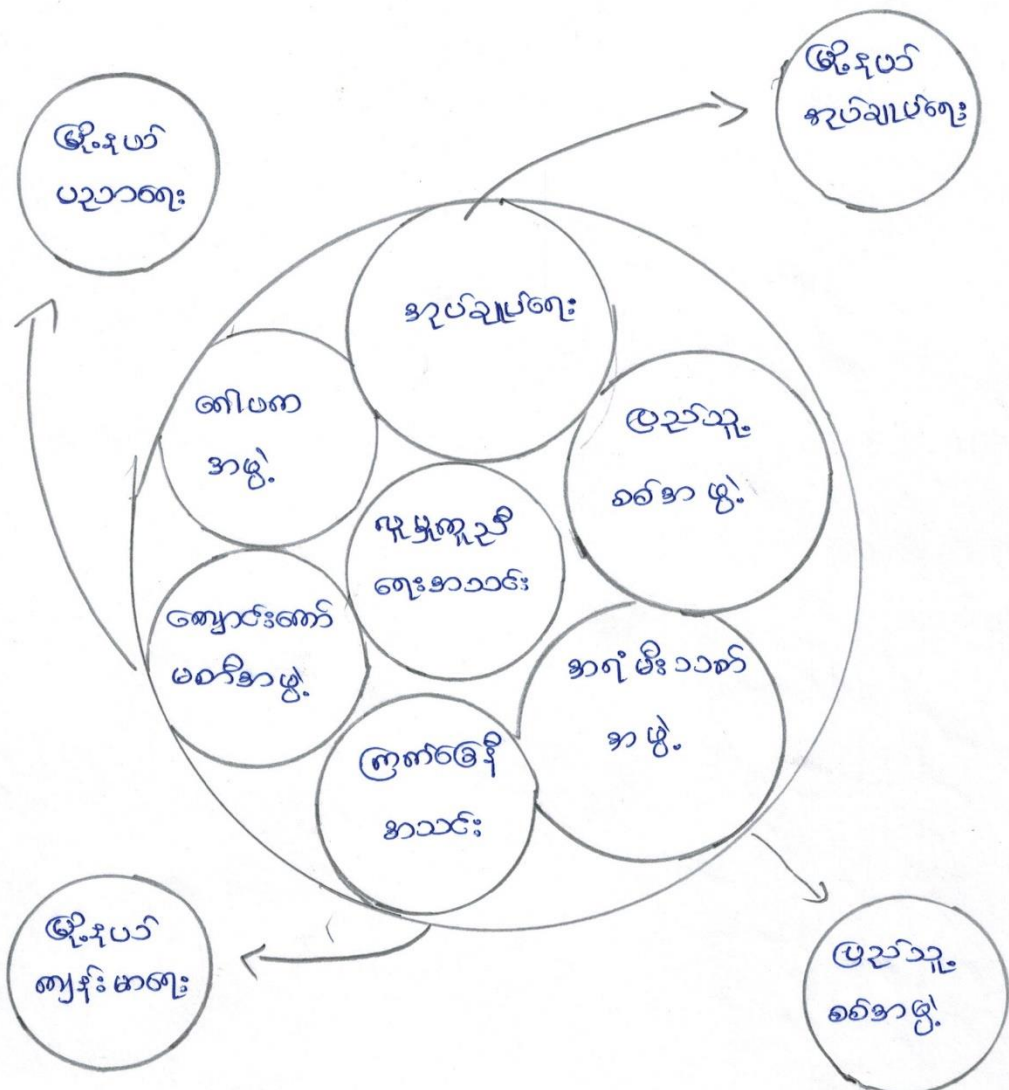 မြို့နယ်
အုပ်ချုပ်ရေး
မြို့နယ်
ပညာရေး
အုပ်ချုပ်ရေး
ဂေါပက
အဖွဲ့
ပြည်သူ့
စစ်အဖွဲ့
လူမှုကူညီ
ရေးအသင်း
ကျောင်းကော်
မတီအဖွဲ့
အရံမီးသတ်
အဖွဲ့
ကြက်ခြေနီ
အသင်း
မြို့နယ်
ကျန်းမာရေး
ပြည်သူ့
စစ်အဖွဲ့